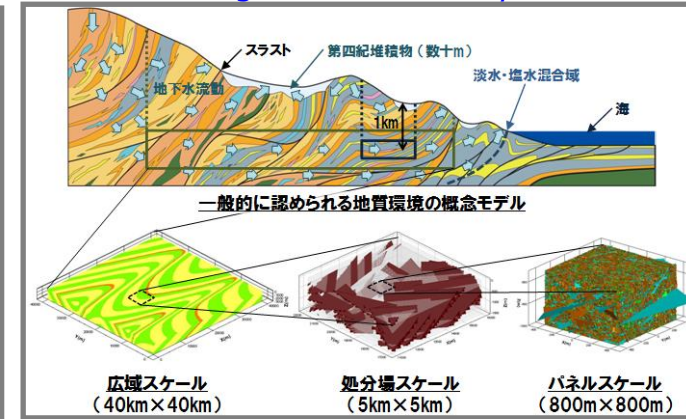 スラスト
第四紀堆積物（数十m）
淡水・塩水混合域
地下水流動
海
1km
一般的に認められる地質環境の概念モデル
広域スケール
（40km×40km）
処分場スケール
（5km×5km）
パネルスケール
（800m×800m）